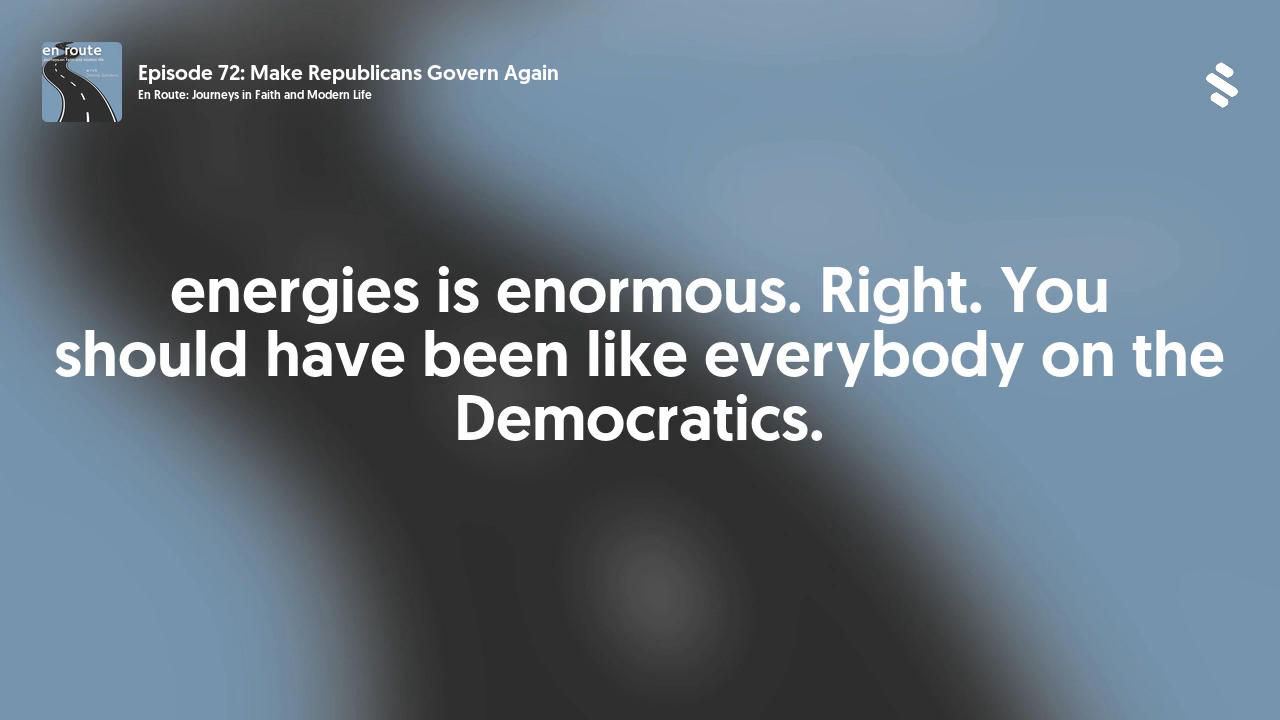 en route
Episode 72: Make Republicans Govern Again
En Route: Journeys in Faith and Modern Life
energies is enormous. Right. You
should have been like everybody on the
Democratics.